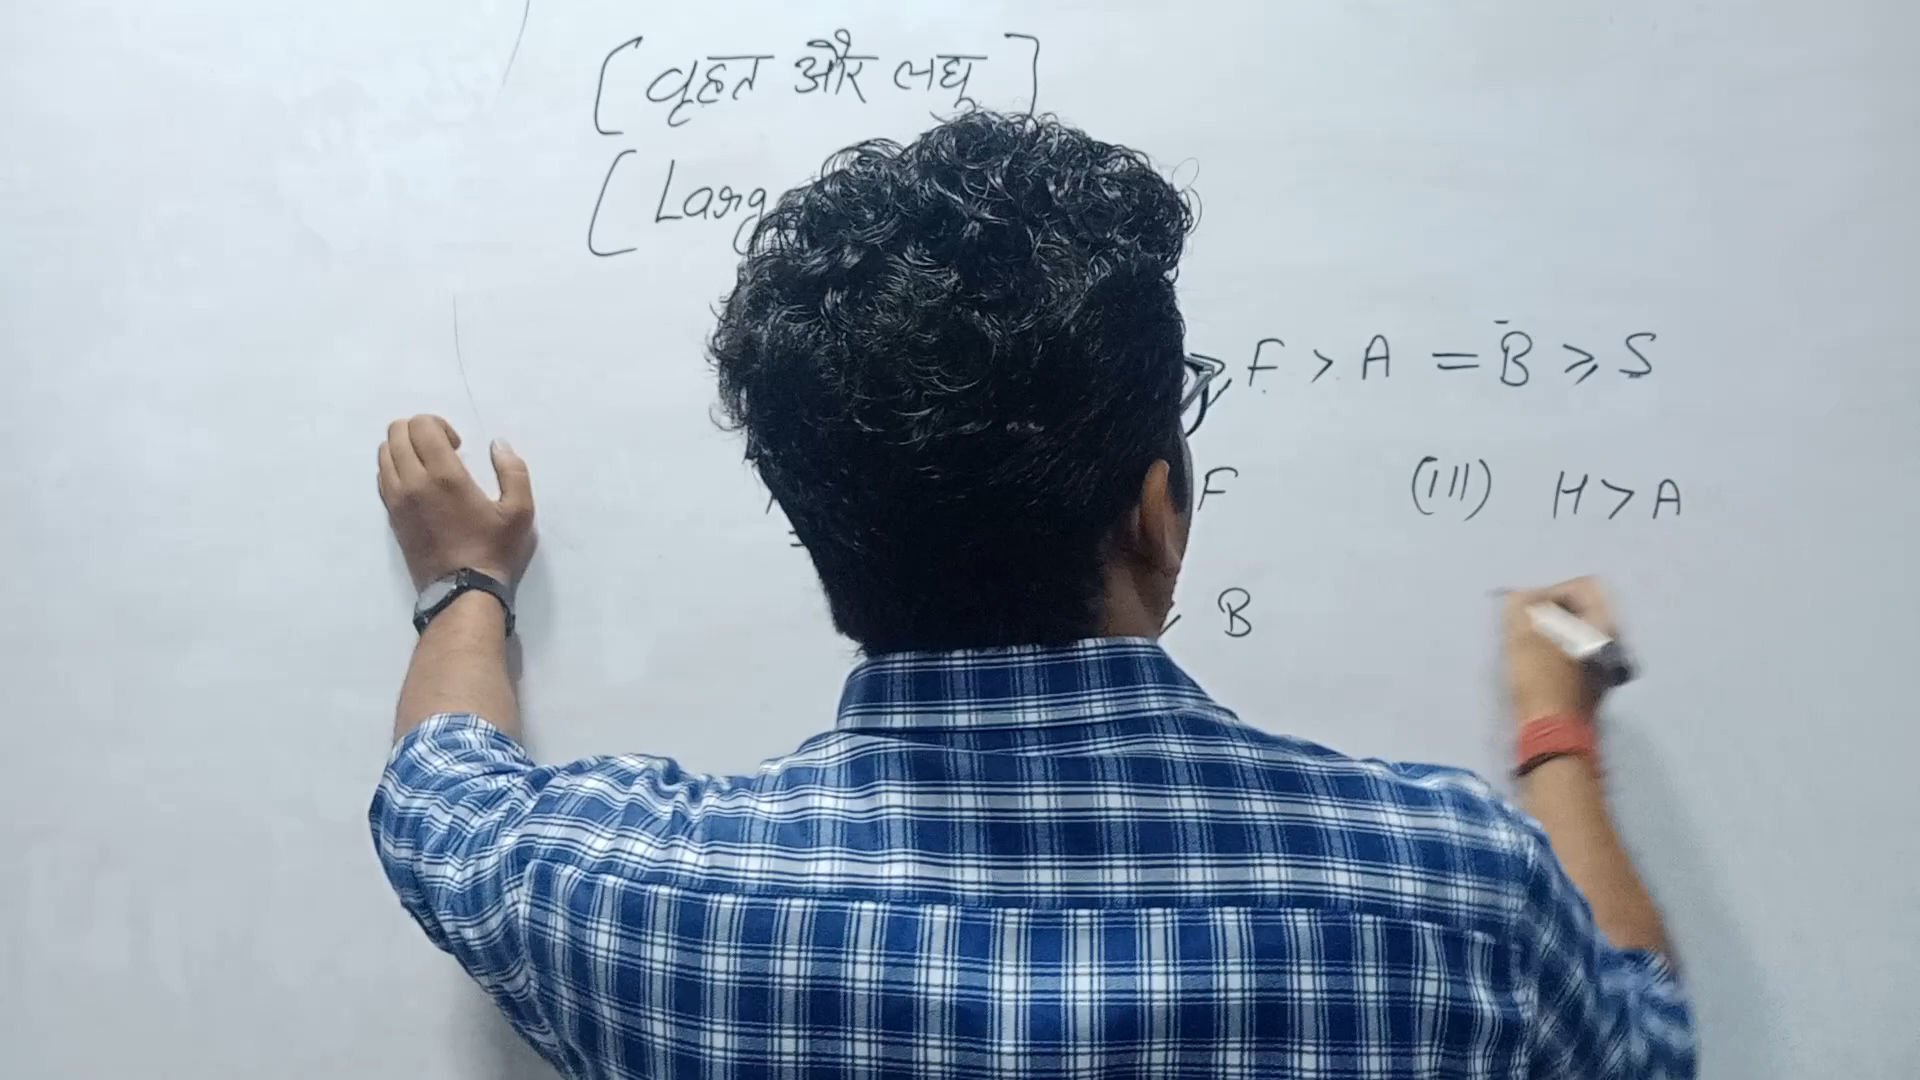 [वृहत और लघु]
[Larg
F > A = B ⩾ S
F (III) H > A
B